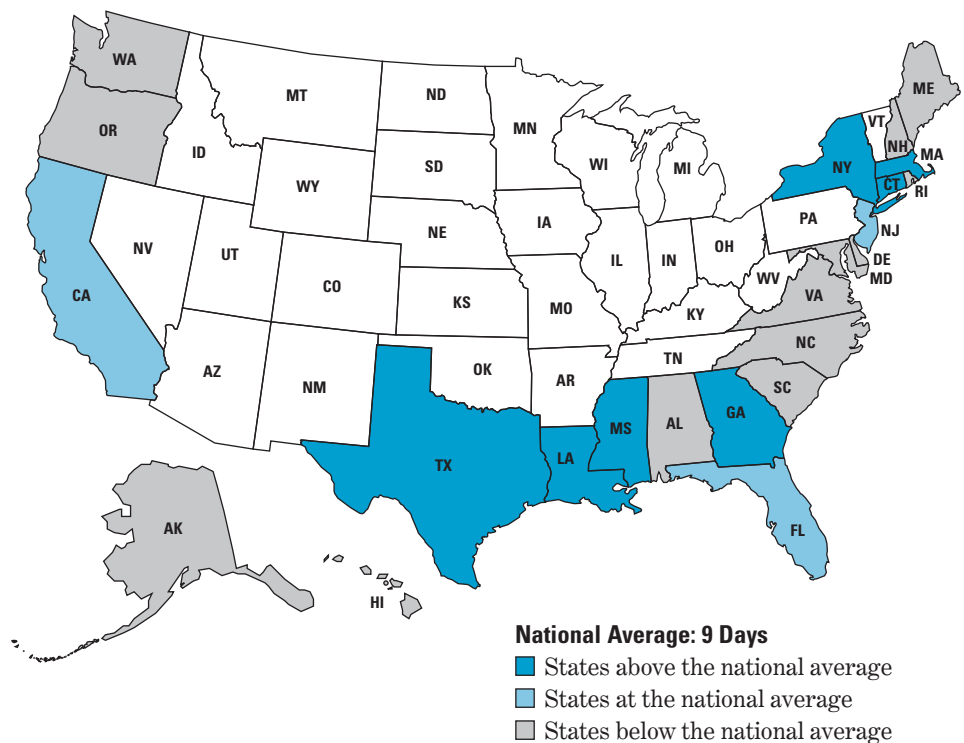 WA
OR
CA
ID
NV
MT
WY
UT
AZ
CO
NM
ND
SD
NE
KS
OK
TX
MN
IA
MO
AR
LA
WI
IL
MI
IN
OH
KY
TN
MS
AL
GA
FL
SC
NC
VA
WV
PA
NY
VT
NH
ME
MA
CT
RI
NJ
DE
MD
AK
HI
National Average: 9 Days
States above the national average
States at the national average
States below the national average